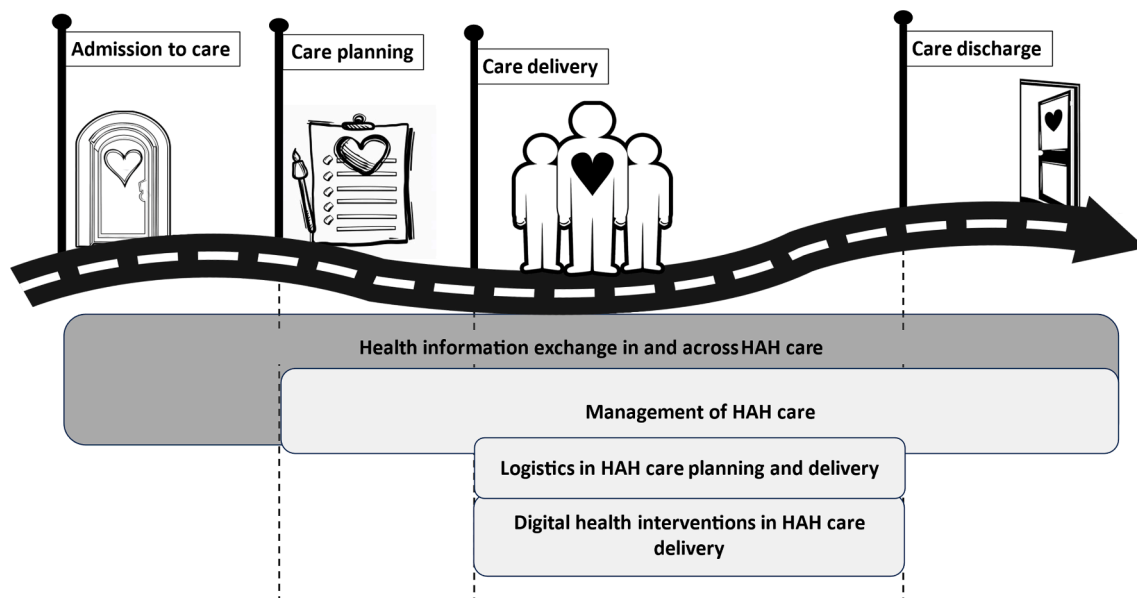 Admission to care
Care planning
Care delivery
Care discharge
Health information exchange in and across HAH care
Management of HAH care
Logistics in HAH care planning and delivery
Digital health interventions in HAH care
delivery